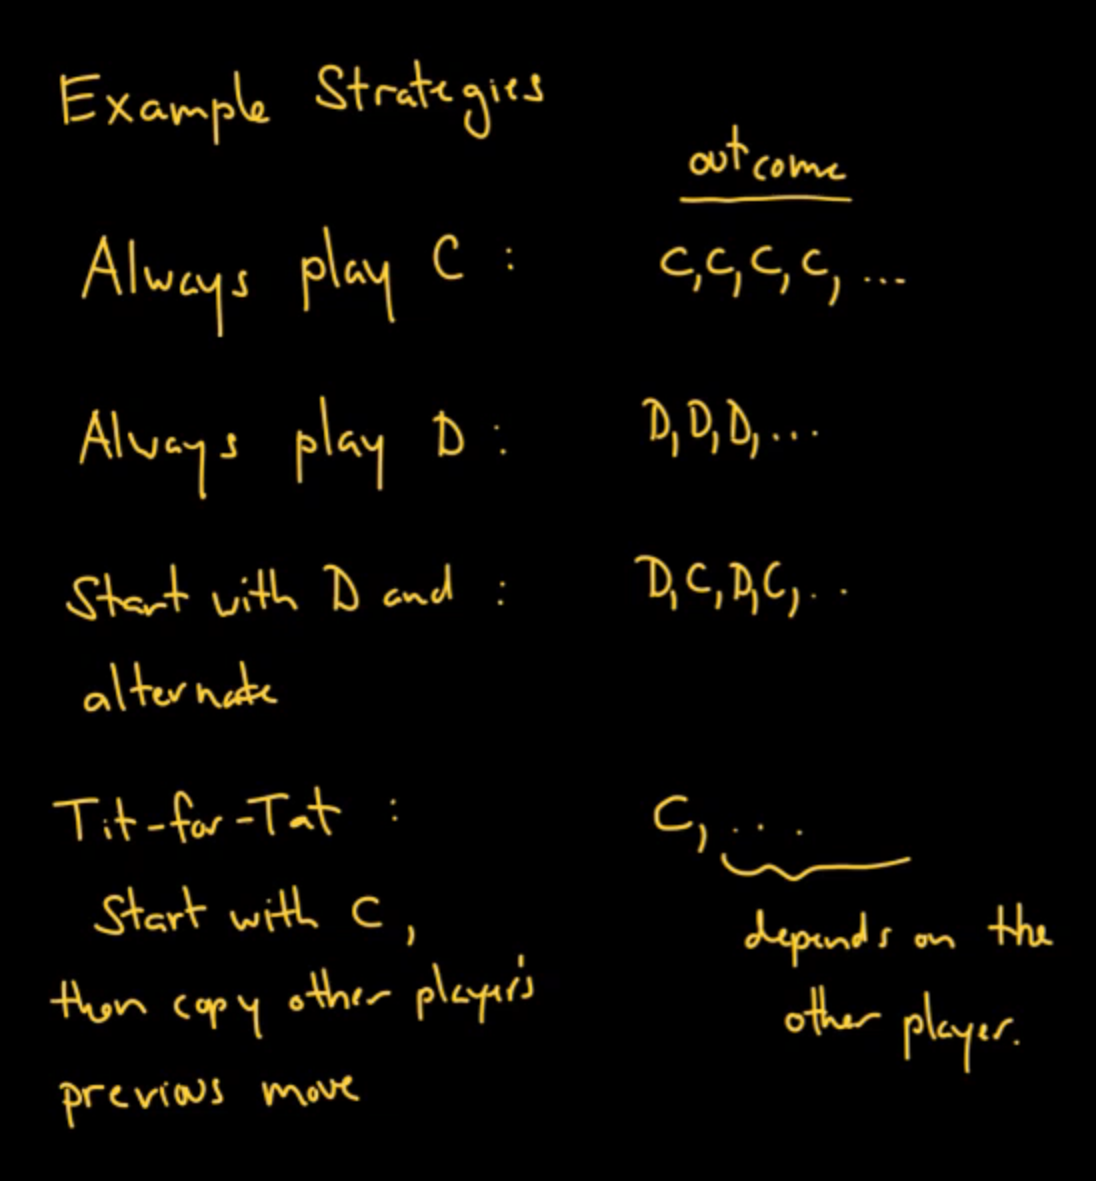 Example Strategies
outcome
Always play C : C, C, C, C, ...
Always play D : D, D, D, ...
Start with D and : D, C, D, C, ..
alternate
Tit-for-Tat : C, ...
Start with C,
depends on the
then copy other player's
other player.
previous move